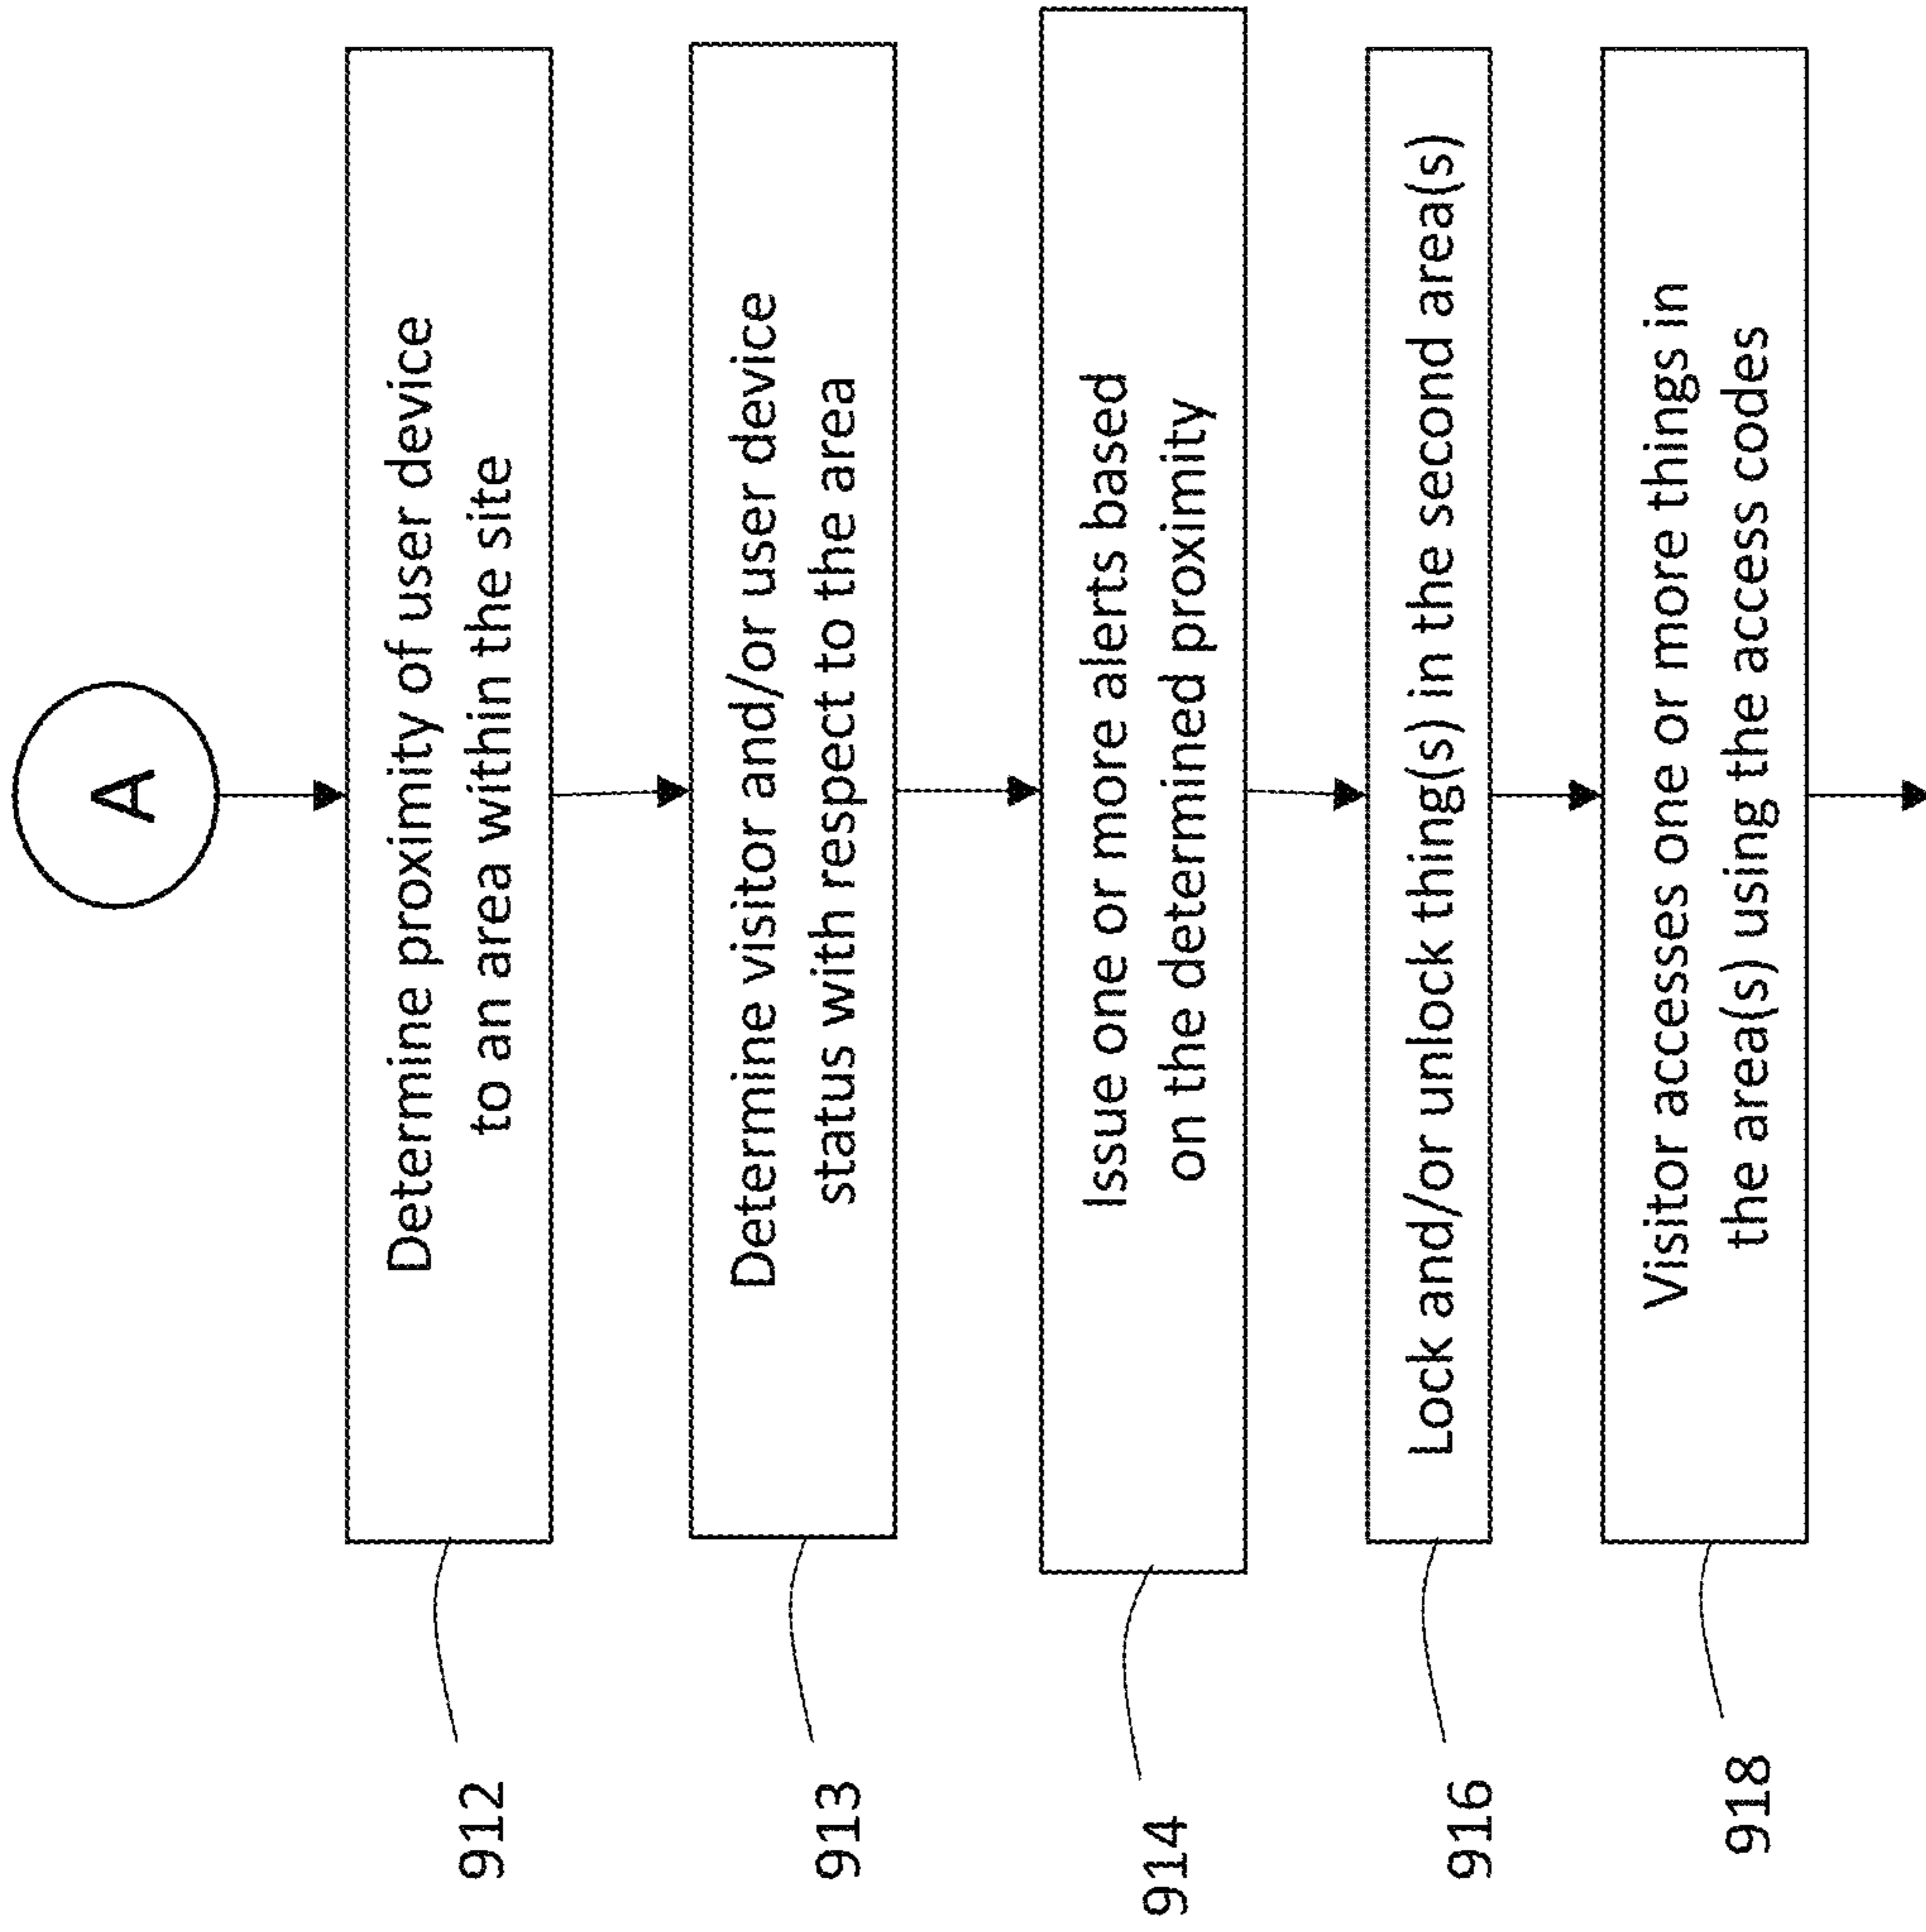 A
Determine proximity of user device
to an area within the site
912
Determine visitor and/or user device
status with respect to the area
913
Issue one or more alerts based
on the determined proximity
914
Lock and/or unlock thing(s) in the second area(s)
916
Visitor accesses one or more things in
the area(s) using the access codes
918